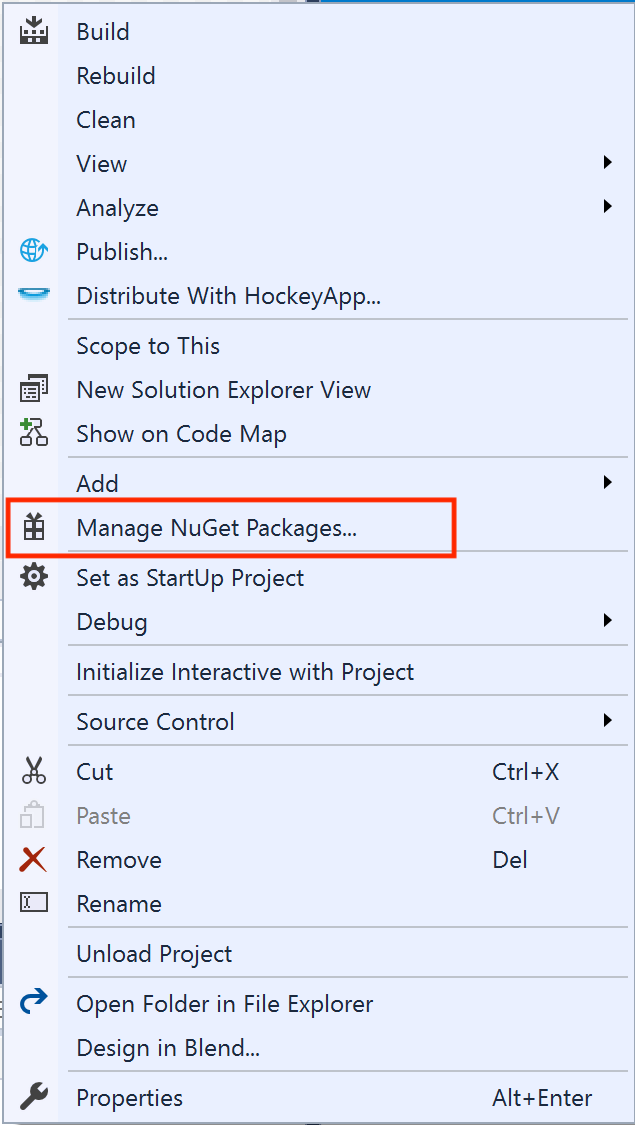 Build
Rebuild
Clean
View
Analyze
Publish...
Distribute With HockeyApp...
Scope to This
New Solution Explorer View
Show on Code Map
Add
Manage NuGet Packages...
Set as StartUp Project
Debug
Initialize Interactive with Project
Source Control
Cut Ctrl+X
Paste Ctrl+V
Remove Del
Rename
Unload Project
Open Folder in File Explorer
Design in Blend...
Properties Alt+Enter